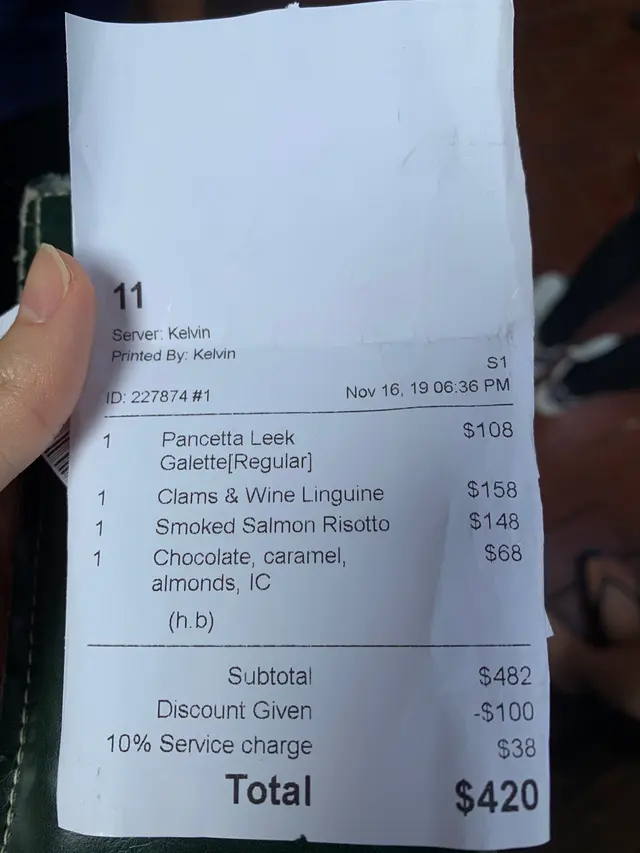 11
Server: Kelvin
Printed By: Kelvin
S1
ID: 227874 #1 Nov 16, 19 06:36 PM
1 Pancetta Leek $108
Galette[Regular]
1 Clams & Wine Linguine $158
1 Smoked Salmon Risotto $148
1 Chocolate, caramel, $68
almonds, IC
(h.b)
Subtotal $482
Discount Given -$100
10% Service charge $38
Total $420